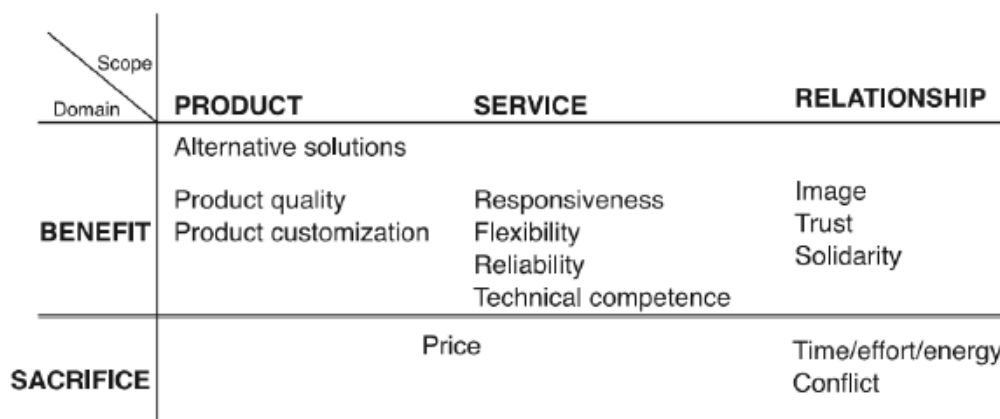 Scope
Domain
PRODUCT SERVICE RELATIONSHIP
Alternative solutions
Product quality Responsiveness Image
Product customization Flexibility Trust
BENEFIT
Reliability Solidarity
Technical competence
Price Time/effort/energy
SACRIFICE Conflict